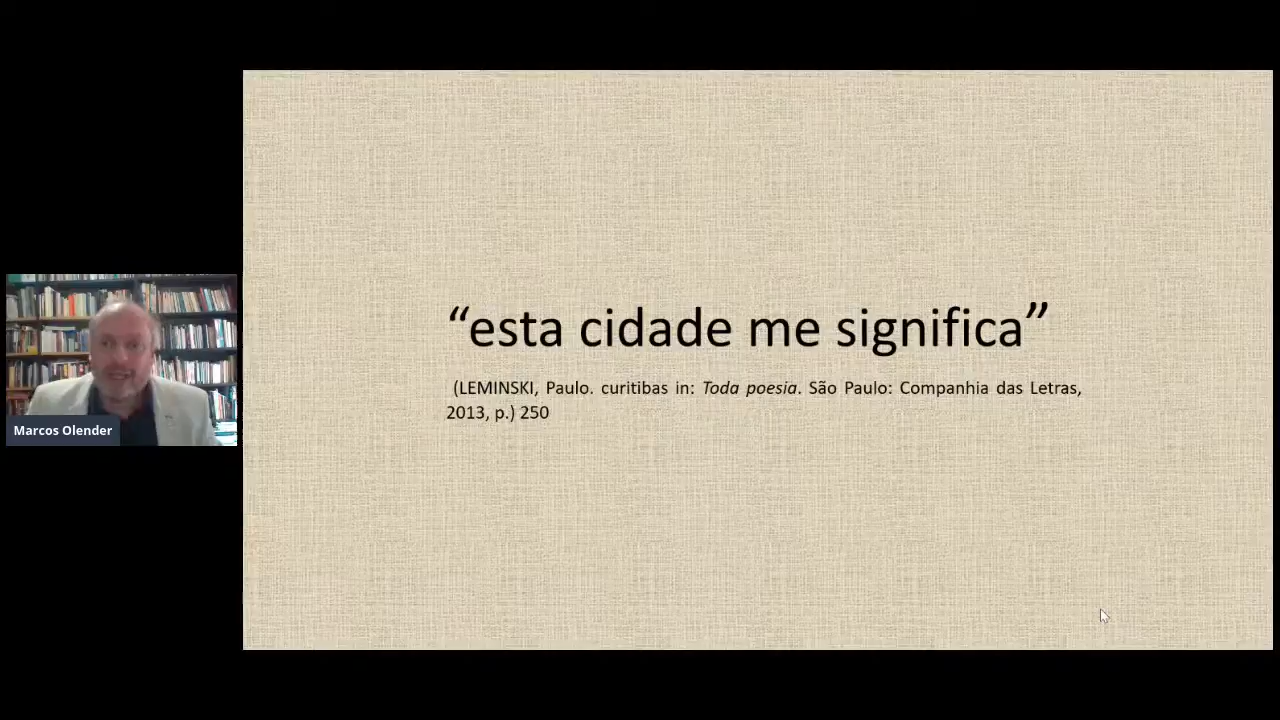 “esta cidade me significa”
(LEMINSKI, Paulo. curitibas in: Toda poesia. São Paulo: Companhia das Letras,
2013, p.) 250
Marcos Olender